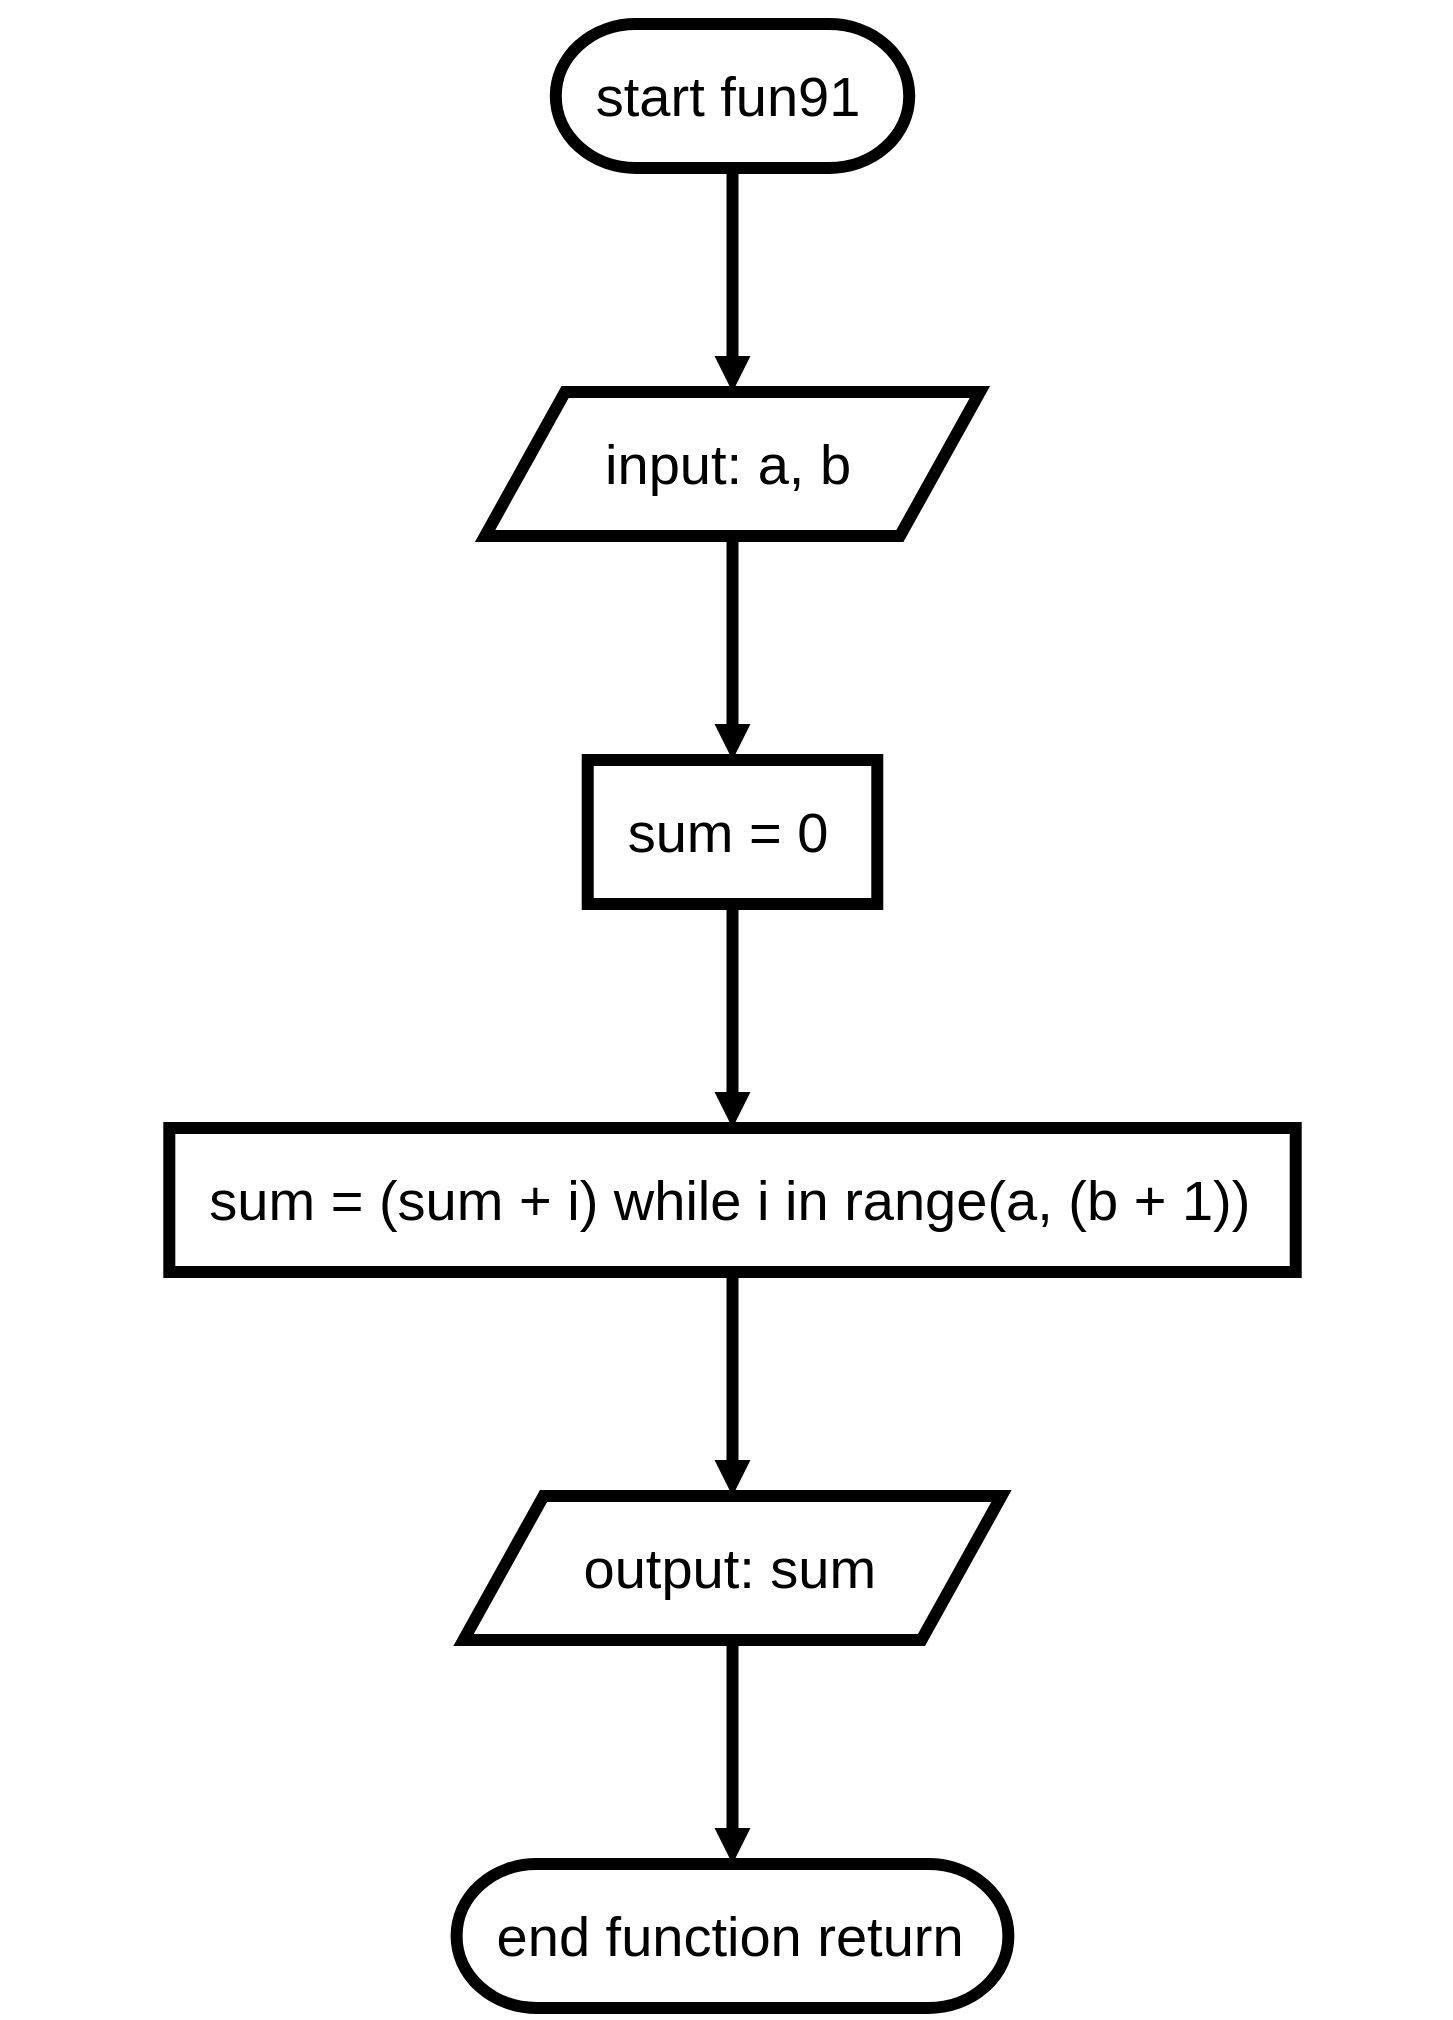 start fun91
input: a, b
sum = 0
sum = (sum + i) while i in range(a, (b + 1))
output: sum
end function return